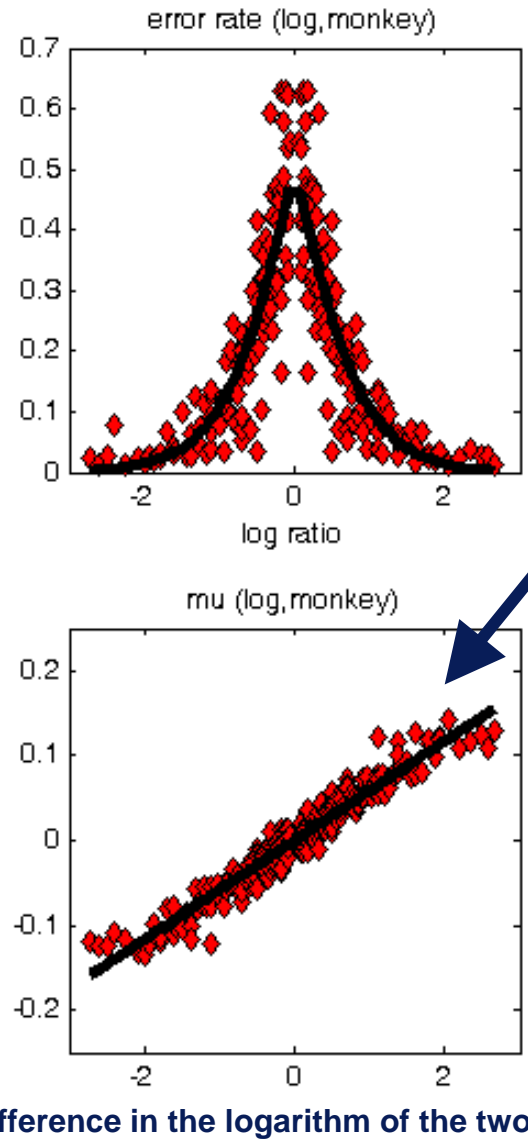 error rate (log,monkey)
0.7
0.6
0.5
0.4
0.3
0.2
0.1
0
-2 0 2
log ratio
mu (log,monkey)
0.2
0.1
0
-0.1
-0.2
-2 0 2
fference in the logarithm of the two